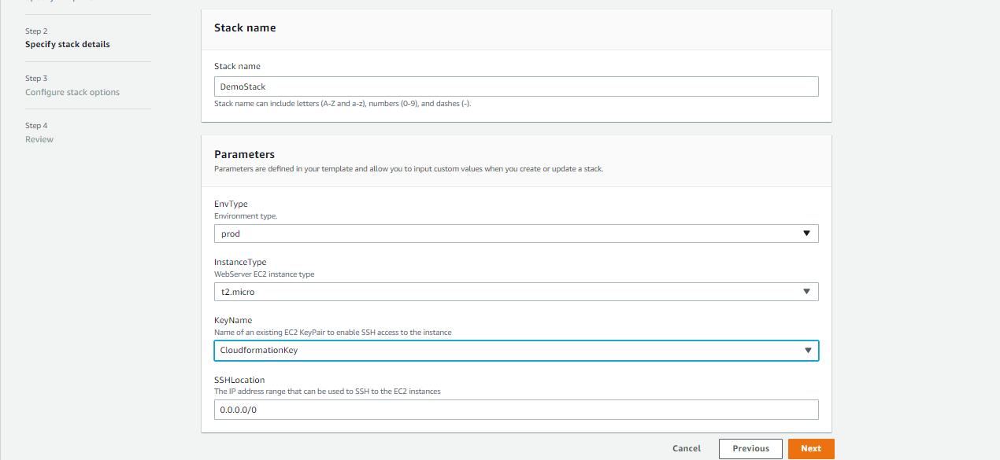 Step 2
Specify stack details
Step 3
Configure stack options
Step 4
Review
Stack name
Stack name
DemoStack
Stack name can include letters (A-Z and a-z), numbers (0-9), and dashes (-).
Parameters
Parameters are defined in your template and allow you to input custom values when you create or update a stack.
EnvType
Environment type.
prod
InstanceType
WebServer EC2 instance type
t2.micro
KeyName
Name of an existing EC2 KeyPair to enable SSH access to the instance
CloudformationKey
SSHLocation
The IP address range that can be used to SSH to the EC2 instances
0.0.0.0/0
Cancel
Previous
Next